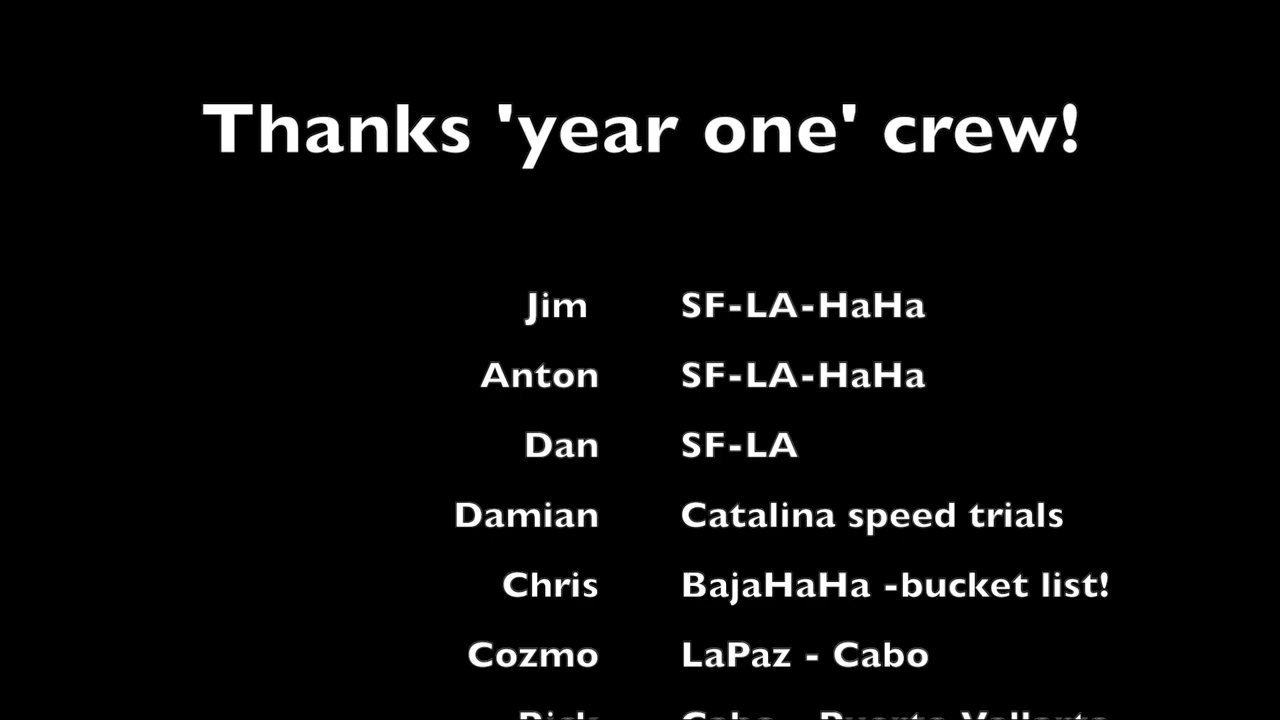 Thanks 'year one' crew!
Jim SF-LA-HaHa
Anton SF-LA-HaHa
Dan SF-LA
Damian Catalina speed trials
Chris BajaHaHa -bucket list!
Cozmo LaPaz - Cabo